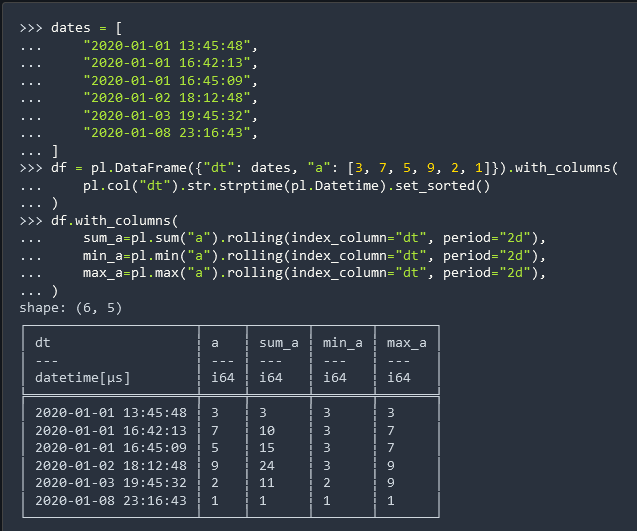 >>> dates = [
...     "2020-01-01 13:45:48",
...     "2020-01-01 16:42:13",
...     "2020-01-01 16:45:09",
...     "2020-01-02 18:12:48",
...     "2020-01-03 19:45:32",
...     "2020-01-08 23:16:43",
... ]
>>> df = pl.DataFrame({"dt": dates, "a": [3, 7, 5, 9, 2, 1]}).with_columns(
...     pl.col("dt").str.strptime(pl.Datetime).set_sorted()
... )
>>> df.with_columns(
...     sum_a=pl.sum("a").rolling(index_column="dt", period="2d"),
...     min_a=pl.min("a").rolling(index_column="dt", period="2d"),
...     max_a=pl.max("a").rolling(index_column="dt", period="2d"),
... )
shape: (6, 5)
dt a sum_a min_a max_a
--- --- --- --- ---
datetime[μs] i64 i64 i64 i64
2020-01-01 13:45:48 3 3 3 3
2020-01-01 16:42:13 7 10 3 7
2020-01-01 16:45:09 5 15 3 7
2020-01-02 18:12:48 9 24 3 9
2020-01-03 19:45:32 2 11 2 9
2020-01-08 23:16:43 1 1 1 1